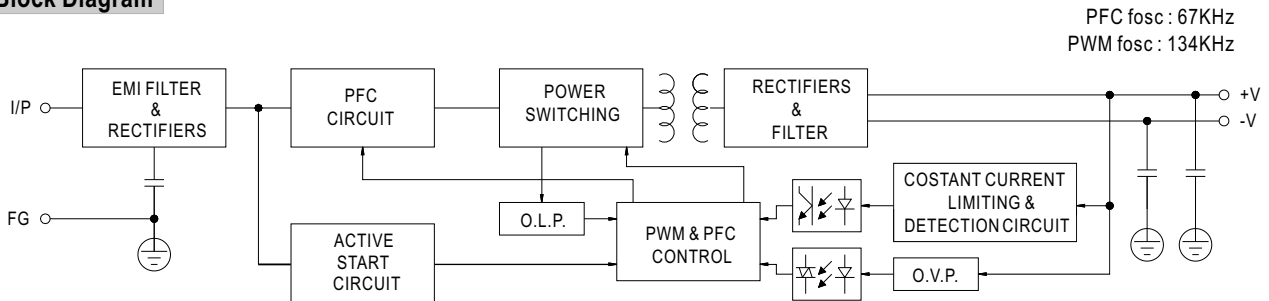 Block Diagram
PFC fosc : 67KHz
PWM fosc : 134KHz
I/P
EMI FILTER
&
RECTIFIERS
PFC
CIRCUIT
POWER
SWITCHING
RECTIFIERS
&
FILTER
+V
-V
FG
O.L.P.
ACTIVE
START
CIRCUIT
PWM & PFC
CONTROL
COSTANT CURRENT
LIMITING &
DETECTION CIRCUIT
O.V.P.